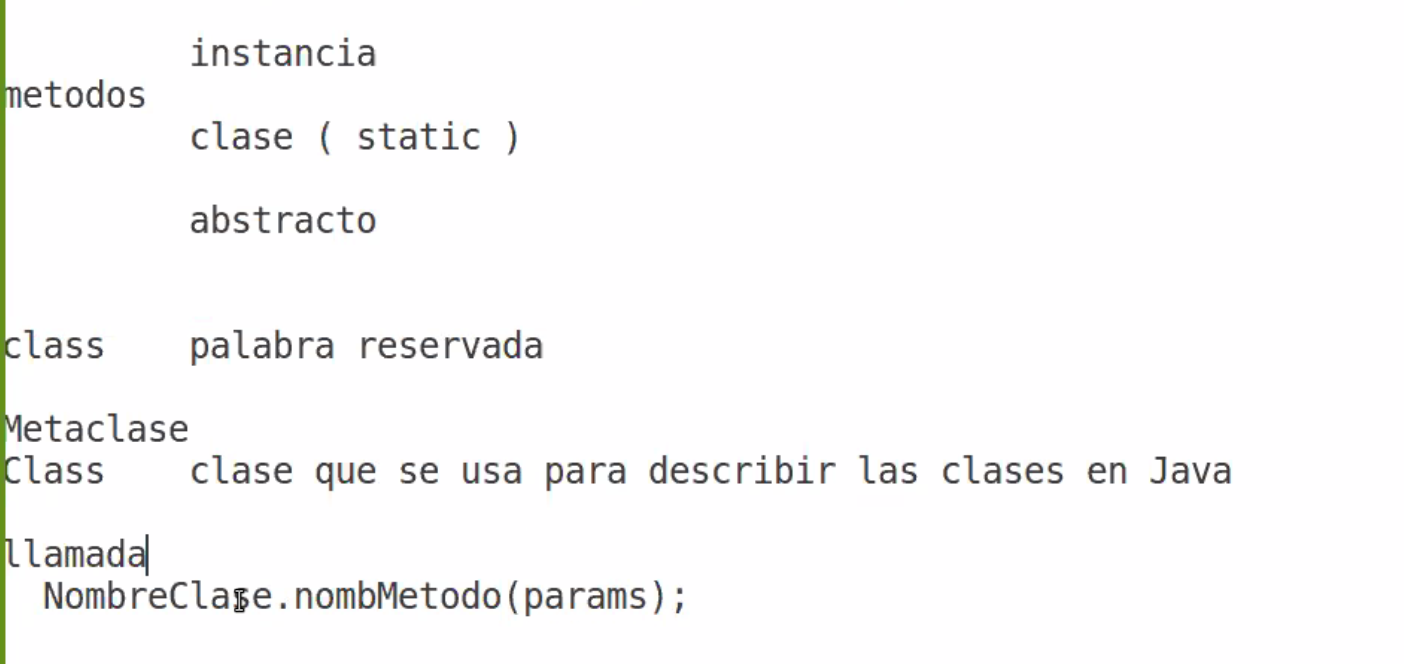 instancia
metodos
clase ( static )
abstracto
class palabra reservada
Metaclase
Class clase que se usa para describir las clases en Java
llamada
NombreClase.nombMetodo(params);